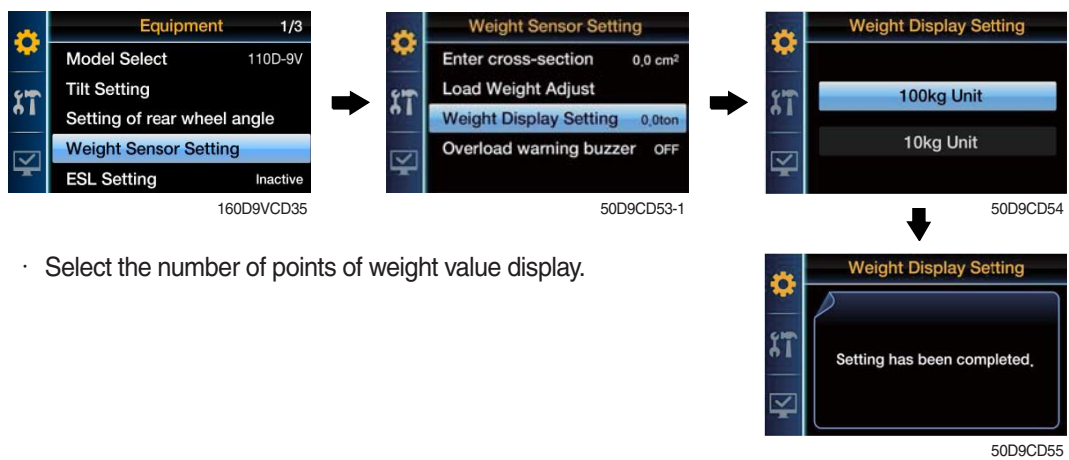 Equipment 1/3
Model Select 110D-9V
Tilt Setting
Setting of rear wheel angle
Weight Sensor Setting
ESL Setting Inactive
160D9VCD35
Weight Sensor Setting
Enter cross-section 0.0 cm²
Load Weight Adjust
Weight Display Setting 0.0ton
Overload warning buzzer OFF
50D9CD53-1
Weight Display Setting
100kg Unit
10kg Unit
50D9CD54
· Select the number of points of weight value display.
Weight Display Setting
Setting has been completed.
50D9CD55